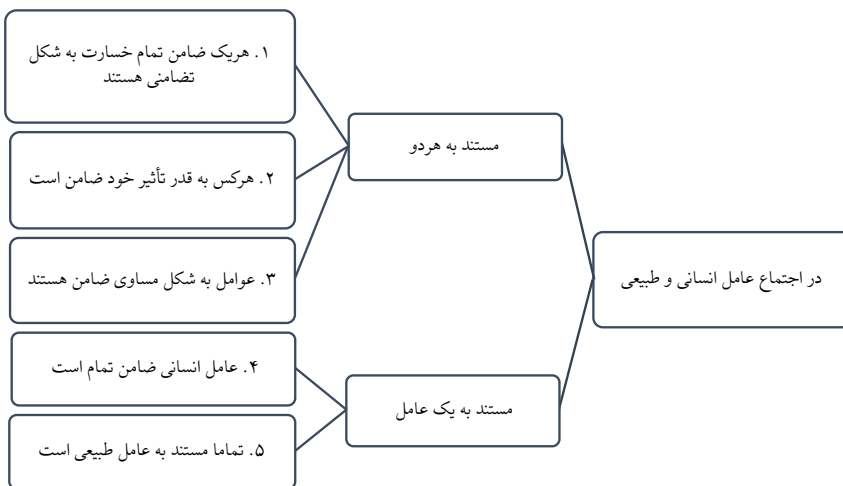 در اجتماع عامل انسانی و طبیعی
مستند به هردو
۱. هریک ضامن تمام خسارت به شکل
تضامنی هستند
۲. هرکس به قدر تأثیر خود ضامن است
۳. عوامل به شکل مساوی ضامن هستند
مستند به یک عامل
۴. عامل انسانی ضامن تمام است
۵. تماما مستند به عامل طبیعی است